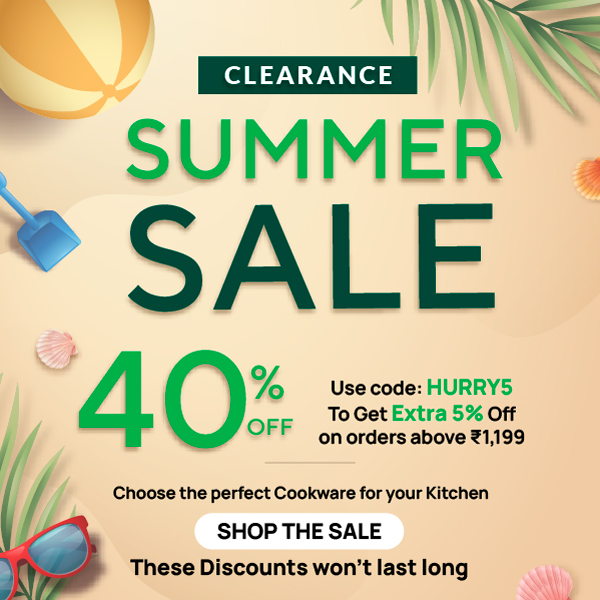 CLEARANCE
SUMMER
SALE
40%
OFF
Use code: HURRY5
To Get Extra 5% Off
on orders above ₹1,199
Choose the perfect Cookware for your Kitchen
SHOP THE SALE
These Discounts won't last long